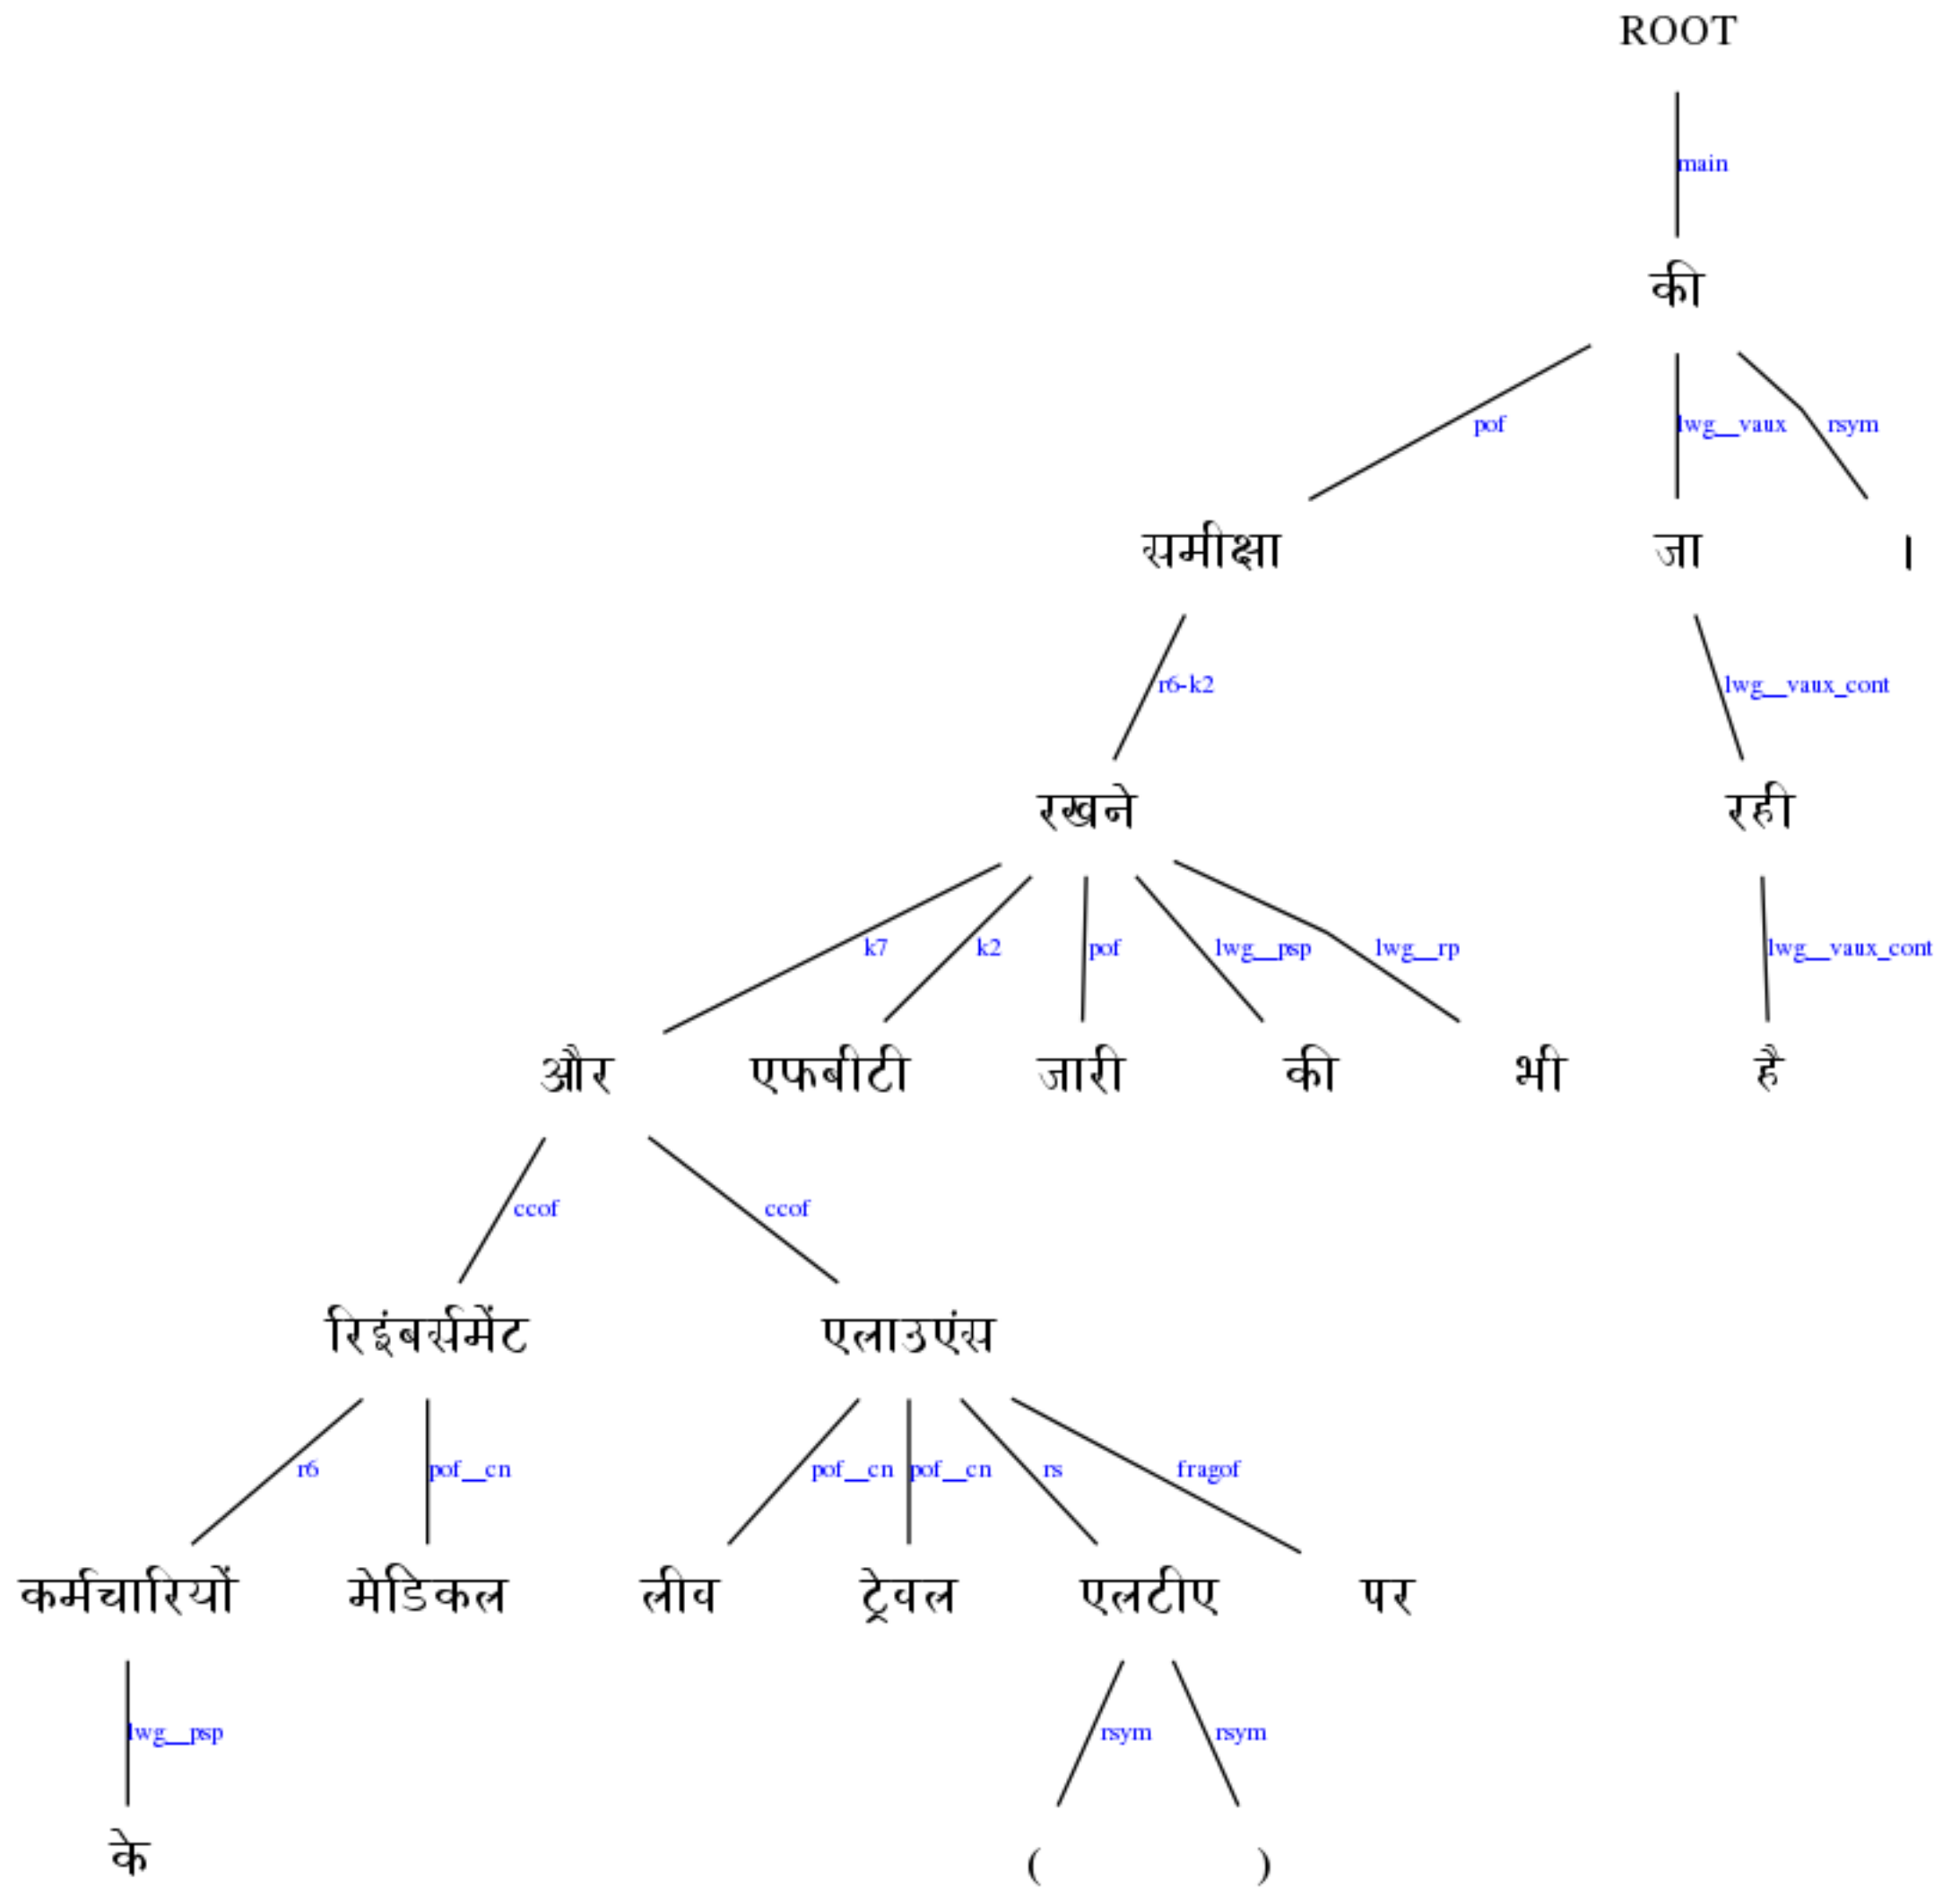 ROOT
main
की
pof lwg__vaux rsym
समीक्षा जा ।
r6-k2 lwg__vaux_cont
रखने रही
k7 k2 pof lwg__psp lwg__rp lwg__vaux_cont
और एफबीटी जारी की भी है
ccof ccof
रिइंबर्समेंट एलाउएंस
r6 pof__cn pof__cn pof__cn rs fragof
कर्मचारियों मेडिकल लीव ट्रेवल एलटीए पर
lwg__psp rsym rsym
के ( )